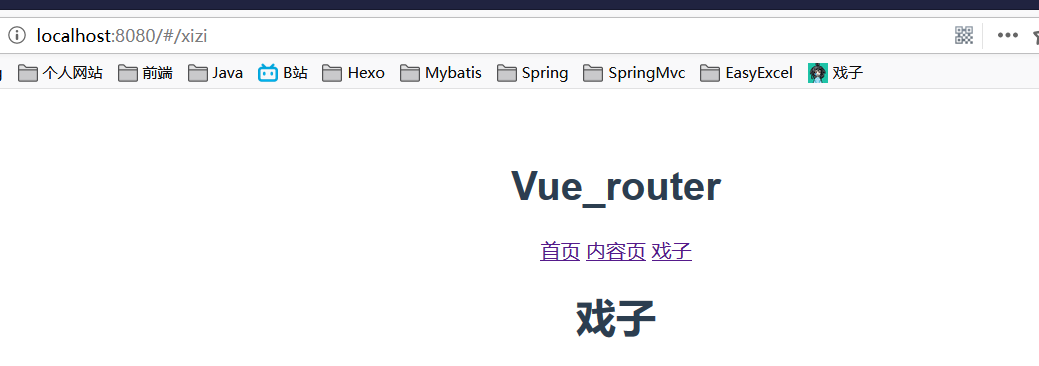 localhost:8080/#/xizi
个人网站 前端 Java B站 Hexo Mybatis Spring SpringMvc EasyExcel 戏子
Vue_router
首页 内容页 戏子
戏子